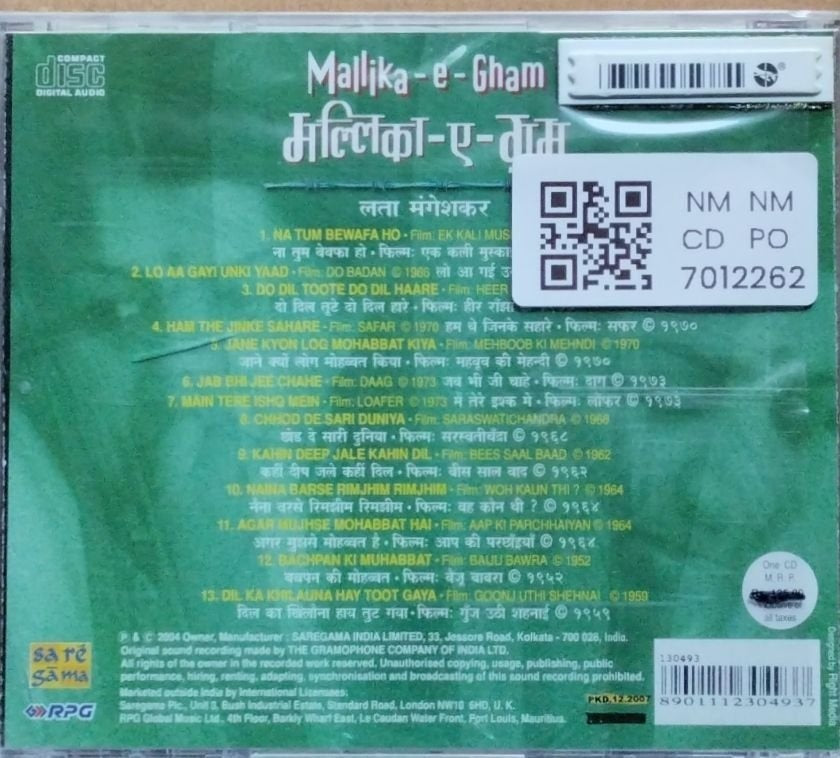 COMPACT
disc
DIGITAL AUDIO
Mallika-e-Gham
मल्लिका-ए-ग़म
NM NM
CD PO
7012262
लता मंगेशकर
1. NA TUM BEWAFA HO • Film: EK KALI MUS
ना तुम बेवफा हो • फिल्म: एक कली मुस्का
2. LO AA GAYI UNKI YAAD • Film: DO BADAN © 1966 लो आ गई
3. DO DIL TOOTE DO DIL HAARE • Film: HEER
दो दिल तुटे दो दिल हारे • फिल्म: हीर राँझा
4. HAM THE JINKE SAHARE • Film: SAFAR © 1970 हम थे जिनके सहारे • फिल्म: सफर © १९७०
5. JANE KYON LOG MOHABBAT KIYA • Film: MEHBOOB KI MEHNDI © 1970
जाने क्यों लोग मोहब्बत किया • फिल्म: महबूब की मेहन्दी © १९७०
6. JAB BHI JEE CHAHE • Film: DAAG © 1973 जब भी जी चाहे • फिल्म: दाग © १९७३
7. MAIN TERE ISHQ MEIN • Film: LOAFER © 1973 मे तेरे इश्क मे • फिल्म: लोफर © १९७३
8. CHHOD DE SARI DUNIYA • Film: SARASWATICHANDRA © 1968
छोड दे सारी दुनिया • फिल्म: सरस्वतीचंद्रा © १९६८
9. KAHIN DEEP JALE KAHIN DIL • Film: BEES SAAL BAAD © 1962
कहीं दीप जले कहीं दिल • फिल्म: बीस साल बाद © १९६२
10. NAINA BARSE RIMJHIM RIMJHIM • Film: WOH KAUN THI ? © 1964
नैना बरसे रिमझीम रिमझीम • फिल्म: वह कोन थी ? © १९६४
11. AGAR MUJHSE MOHABBAT HAI • Film: AAP KI PARCHHAIYAN © 1964
अगर मुझसे मोहब्बत है • फिल्म: आप की परछाँइयाँ © १९६४
12. BACHPAN KI MUHABBAT • Film: BAIJU BAWRA © 1952
बचपन की मोहब्बत • फिल्म: बैजू बावरा © १९५२
13. DIL KA KHILAUNA HAY TOOT GAYA • Film: GOONJ UTHI SHEHNAI © 1959
दिल का खिलौना हाय तुट गया • फिल्म: गुँज उठी शहनाई © १९५९
One CD
M. R. P.
all taxes
℗ & © 2004 Owner, Manufacturer : SAREGAMA INDIA LIMITED, 33, Jessore Road, Kolkata - 700 028, India.
Original sound recording made by THE GRAMOPHONE COMPANY OF INDIA LTD.
All rights of the owner in the recorded work reserved. Unauthorised copying, usage, publishing, public
performance, hiring, renting, adapting, synchronisation and broadcasting of this sound recording prohibited.
Marketed outside India by International Licensees:
Saregama Plc., Unit 3, Bush Industrial Estate, Standard Road, London NW10 6HD, U. K.
RPG Global Music Ltd., 4th Floor, Barkly Wharf East, Le Caudan Water Front, Port Louis, Mauritius.
sa re
ga ma
RPG
PKD.12.2007
130493
8901112304937